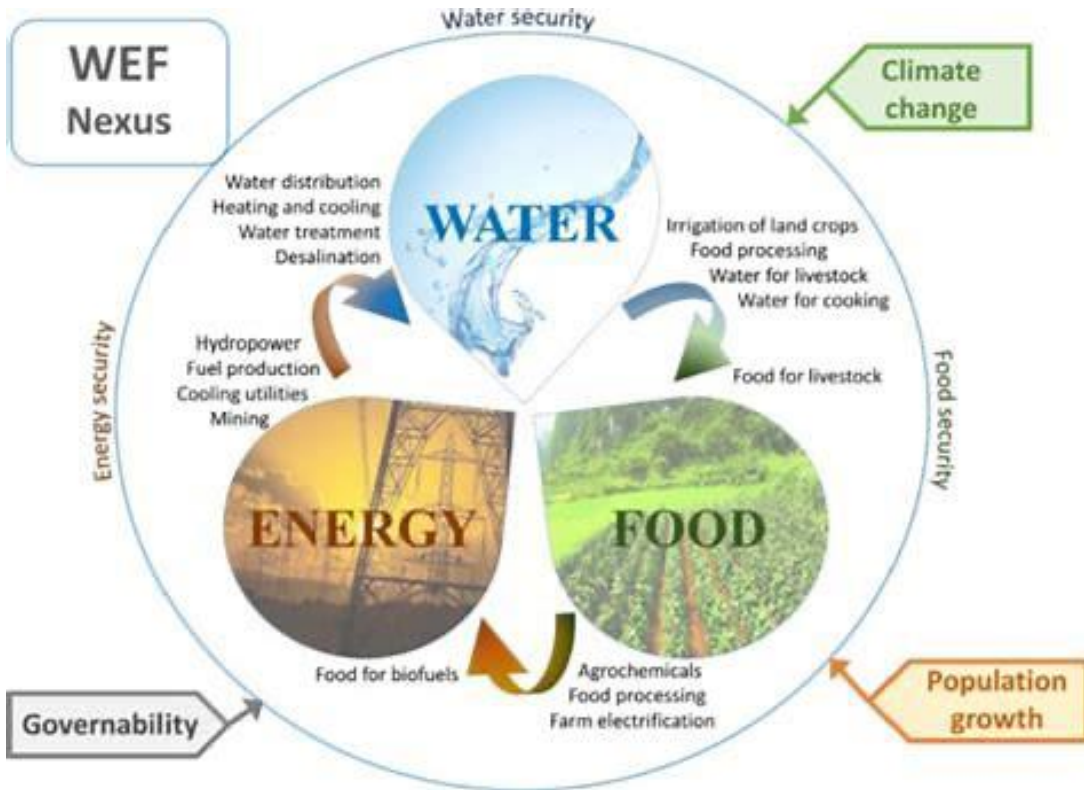 Water security
WEF
Nexus
Climate
change
Water distribution
Heating and cooling
Water treatment
Desalination
WATER
Irrigation of land crops
Food processing
Water for livestock
Water for cooking
Energy security
Hydropower
Fuel production
Cooling utilities
Mining
Food for livestock
Food security
ENERGY
FOOD
Food for biofuels
Agrochemicals
Food processing
Farm electrification
Governability
Population
growth